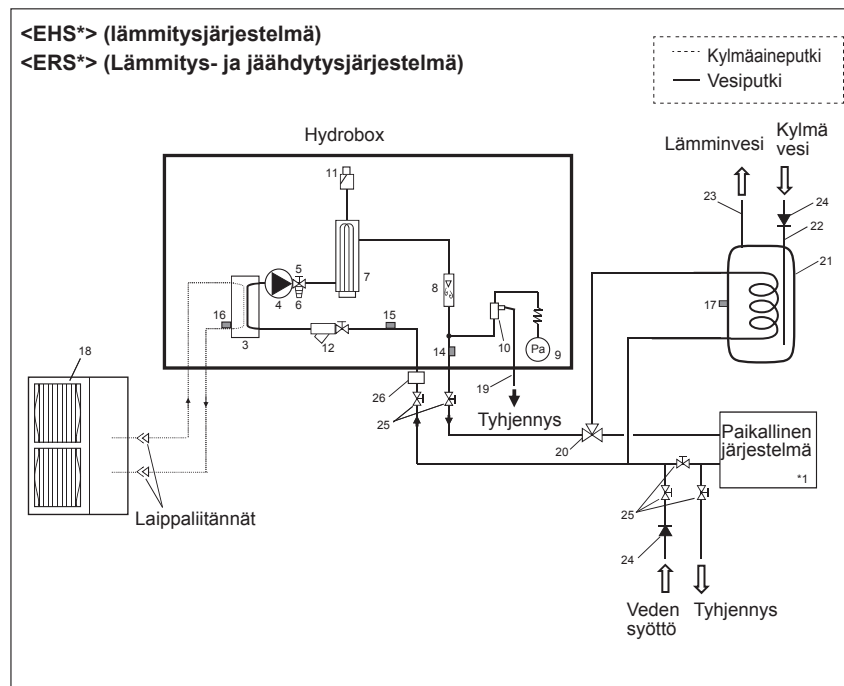 <EHS*> (lämmitysjärjestelmä)
<ERS*> (Lämmitys- ja jäähdytysjärjestelmä)
Kylmäaineputki
Vesiputki
Hydrobox
Lämminvesi
Kylmä
vesi
11
23
24
22
5
7
8
21
16
4
6
15
17
3
12
14
10
Pa
9
18
26
19
25
Tyhjennys
20
Paikallinen
järjestelmä
*1
Laippaliitännät
25
24
Veden
syöttö
Tyhjennys